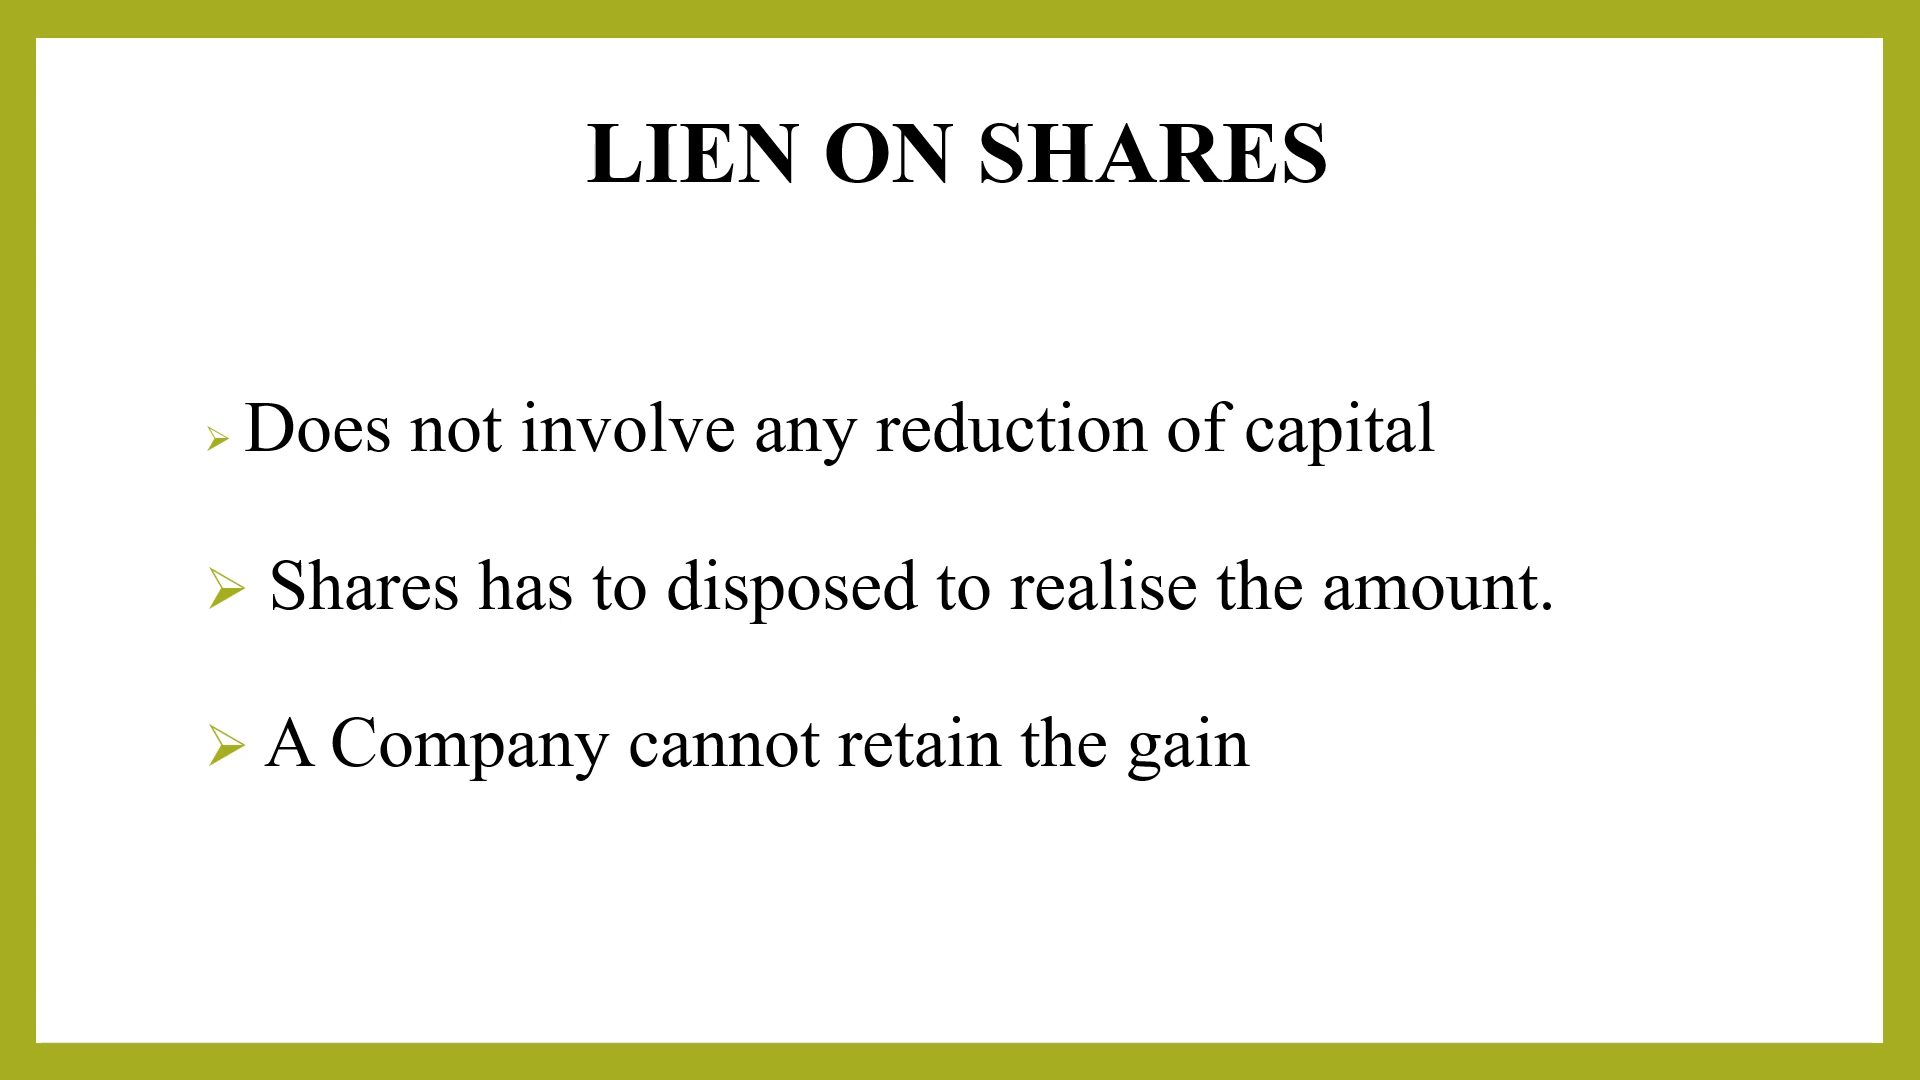 LIEN ON SHARES
Does not involve any reduction of capital
Shares has to disposed to realise the amount.
A Company cannot retain the gain